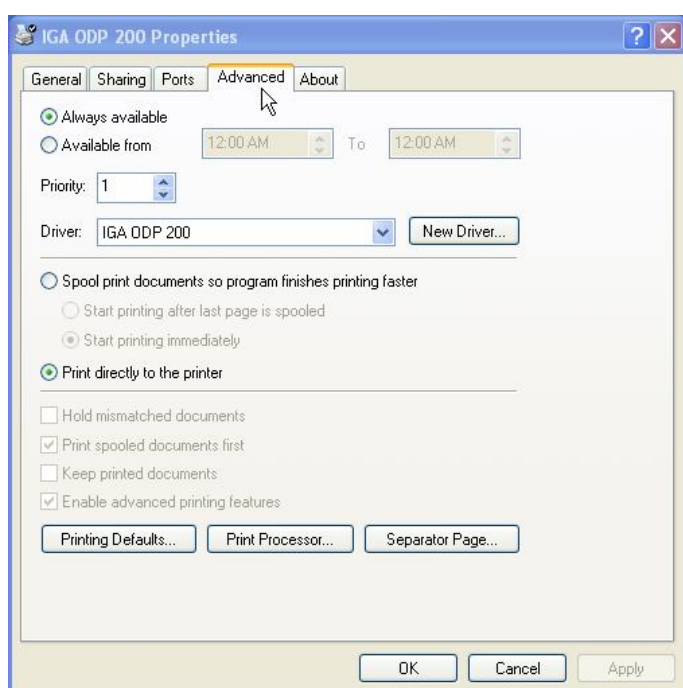 IGA ODP 200 Properties
General Sharing Ports Advanced About
Always available
Available from 12:00 AM To 12:00 AM
Priority: 1
Driver: IGA ODP 200 New Driver...
Spool print documents so program finishes printing faster
Start printing after last page is spooled
Start printing immediately
Print directly to the printer
Hold mismatched documents
Print spooled documents first
Keep printed documents
Enable advanced printing features
Printing Defaults... Print Processor... Separator Page...
OK Cancel Apply